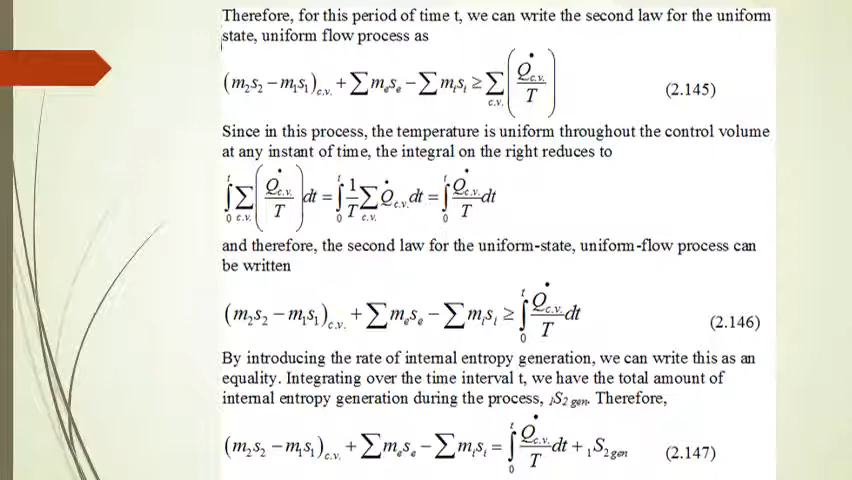 Therefore, for this period of time t, we can write the second law for the uniform
state, uniform flow process as
(m₂s₂ − m₁s₁)c.v. + ∑mₑsₑ − ∑mᵢsᵢ ≥ ∑c.v. (Q̇c.v. / T) (2.145)
Since in this process, the temperature is uniform throughout the control volume
at any instant of time, the integral on the right reduces to
∫₀ᵗ ∑c.v. (Q̇c.v. / T) dt = ∫₀ᵗ (1/T) ∑c.v. Q̇c.v. dt = ∫₀ᵗ (Q̇c.v. / T) dt
and therefore, the second law for the uniform-state, uniform-flow process can
be written
(m₂s₂ − m₁s₁)c.v. + ∑mₑsₑ − ∑mᵢsᵢ ≥ ∫₀ᵗ (Q̇c.v. / T) dt (2.146)
By introducing the rate of internal entropy generation, we can write this as an
equality. Integrating over the time interval t, we have the total amount of
internal entropy generation during the process, ₁S₂ gen. Therefore,
(m₂s₂ − m₁s₁)c.v. + ∑mₑsₑ − ∑mᵢsᵢ = ∫₀ᵗ (Q̇c.v. / T) dt + ₁S₂gen (2.147)